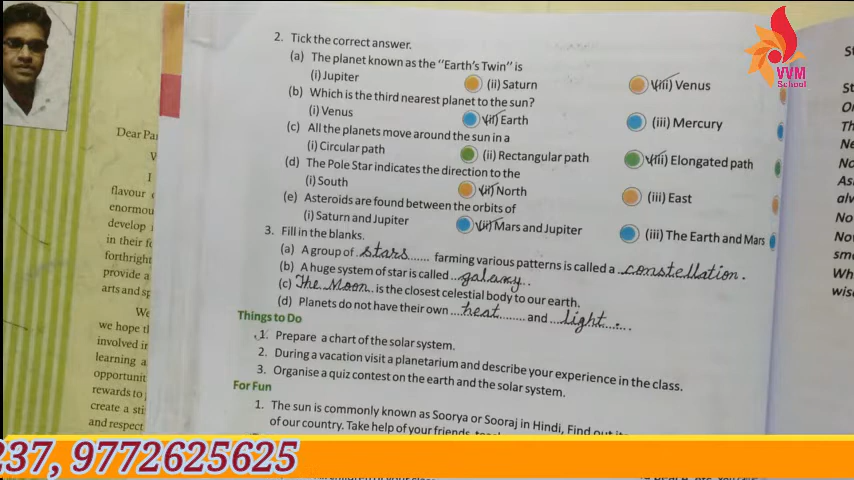 VVM
School
2. Tick the correct answer.
(a) The planet known as the "Earth's Twin" is
(i) Jupiter (ii) Saturn (iii) Venus
(b) Which is the third nearest planet to the sun?
(i) Venus (ii) Earth (iii) Mercury
(c) All the planets move around the sun in a
(i) Circular path (ii) Rectangular path (iii) Elongated path
(d) The Pole Star indicates the direction to the
(i) South (ii) North (iii) East
(e) Asteroids are found between the orbits of
(i) Saturn and Jupiter (ii) Mars and Jupiter (iii) The Earth and Mars
3. Fill in the blanks.
(a) A group of stars...... farming various patterns is called a constellation.
(b) A huge system of star is called ...galaxy...
(c) The Moon.. is the closest celestial body to our earth.
(d) Planets do not have their own ...heat........ and ...light......
Things to Do
1. Prepare a chart of the solar system.
2. During a vacation visit a planetarium and describe your experience in the class.
3. Organise a quiz contest on the earth and the solar system.
For Fun
1. The sun is commonly known as Soorya or Sooraj in Hindi, Find out
of our country. Take help of your friends,
Dear
I
flavour
enormou
develop
in their
forthright
provide a
arts and
We
we hope
involved in
learning a
opportunit
rewards to
create a sti
and respect
237, 9772625625